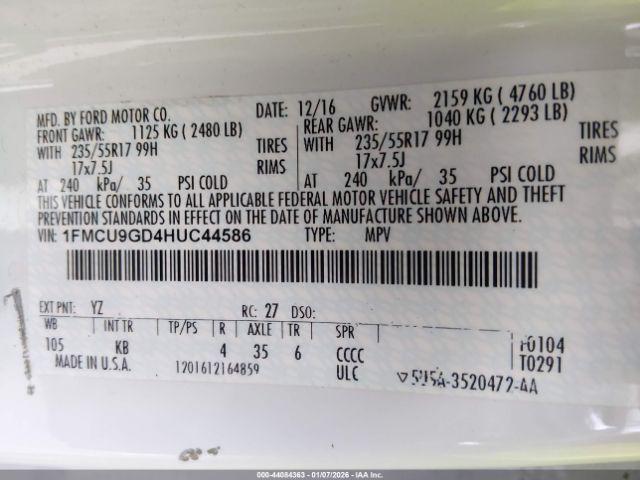 MFD. BY FORD MOTOR CO.
DATE: 12/16 GVWR: 2159 KG ( 4760 LB)
FRONT GAWR: 1125 KG ( 2480 LB)
REAR GAWR: 1040 KG ( 2293 LB)
WITH 235/55R17 99H TIRES
WITH 235/55R17 99H TIRES
17x7.5J RIMS
17x7.5J RIMS
AT 240 kPa/ 35 PSI COLD
AT 240 kPa/ 35 PSI COLD
THIS VEHICLE CONFORMS TO ALL APPLICABLE FEDERAL MOTOR VEHICLE SAFETY AND THEFT
PREVENTION STANDARDS IN EFFECT ON THE DATE OF MANUFACTURE SHOWN ABOVE.
VIN: 1FMCU9GD4HUC44586 TYPE: MPV
EXT PNT: YZ RC: 27 DSO:
WB INT TR TP/PS R AXLE TR SPR
105 KB 4 35 6 CCCC
ULC
F0104
T0291
MADE IN U.S.A. 1201612164859
3520472-AA
000-44084363 | 01/07/2026 - IAA Inc.